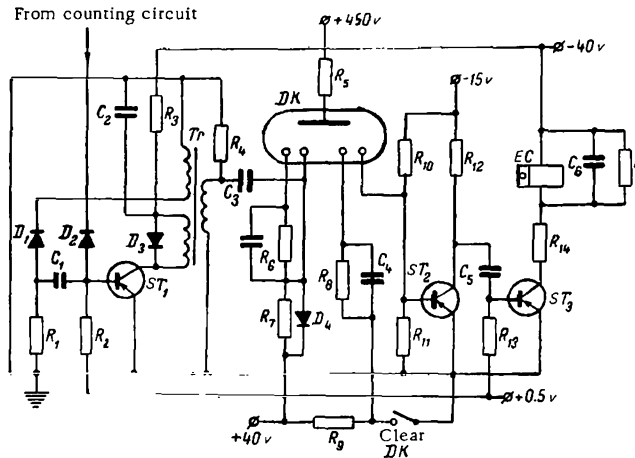 From counting circuit
+450v
-40v
R5
-15v
DK
C2
R3
Tr
R4
R10
R12
EC
C6
C3
D1
D2
D3
R14
C1
R6
R8
C4
ST2
C5
ST1
ST3
R7
D4
R1
R2
R11
R13
+0.5v
+40v
R9
Clear
DK